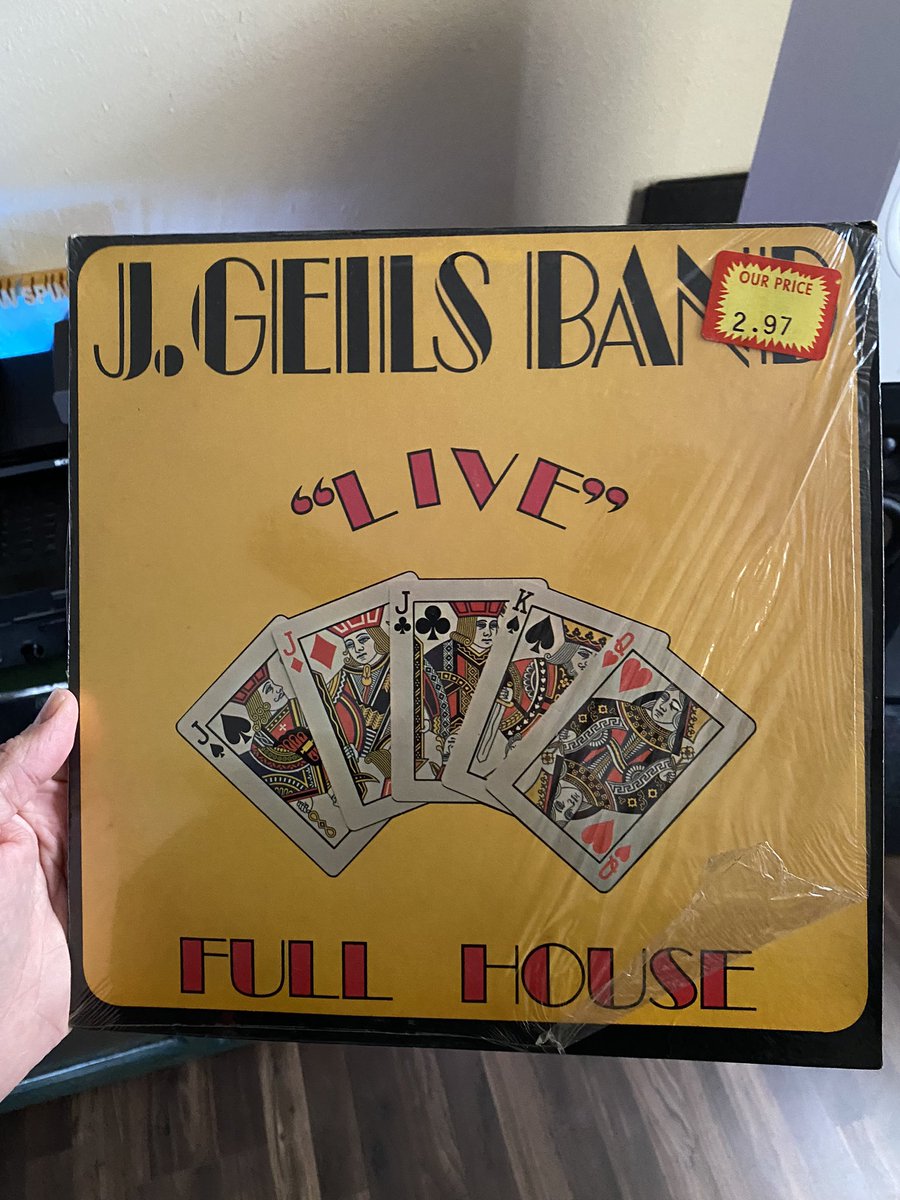 J. GEILS BAND
OUR PRICE
2.97
“LIVE”
J
J
J
K
Q
Q
FULL HOUSE